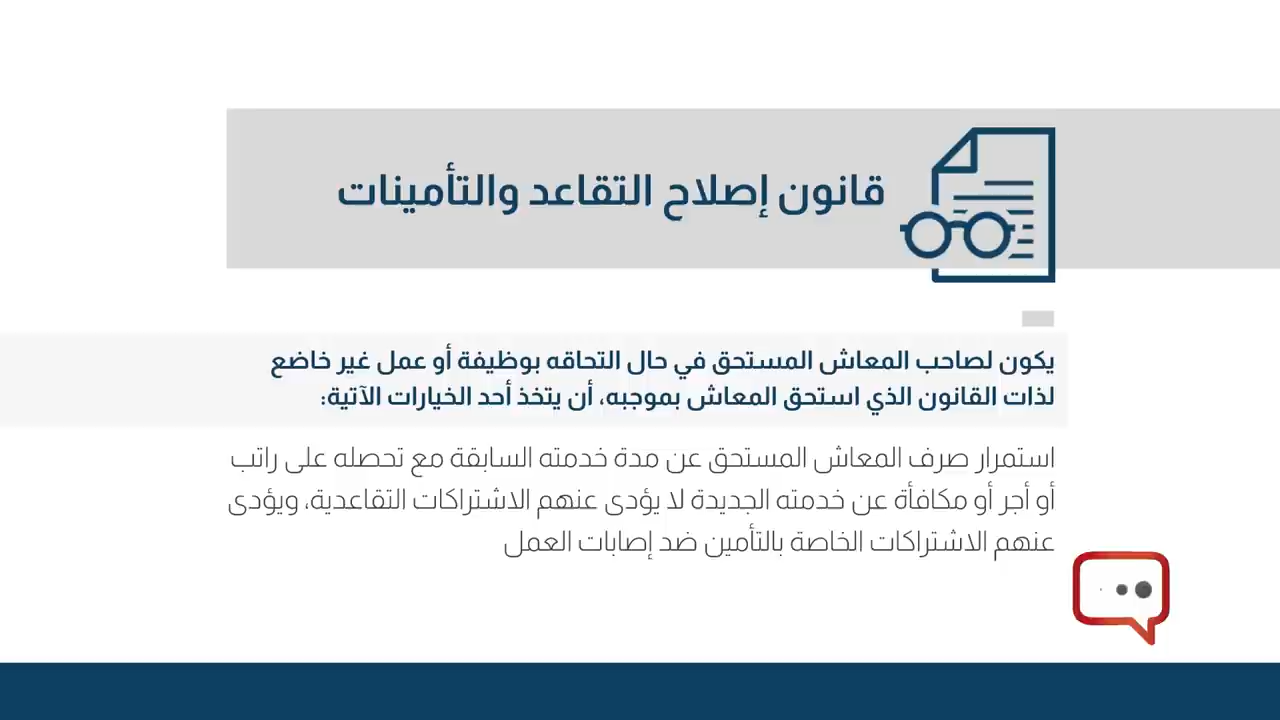 قانون إصلاح التقاعد والتأمينات
يكون لصاحب المعاش المستحق في حال التحاقه بوظيفة أو عمل غير خاضع
لذات القانون الذي استحق المعاش بموجبه، أن يتخذ أحد الخيارات الآتية:
استمرار صرف المعاش المستحق عن مدة خدمته السابقة مع تحصله على راتب
أو أجر أو مكافأة عن خدمته الجديدة لا يؤدى عنهم الاشتراكات التقاعدية، ويؤدى
عنهم الاشتراكات الخاصة بالتأمين ضد إصابات العمل